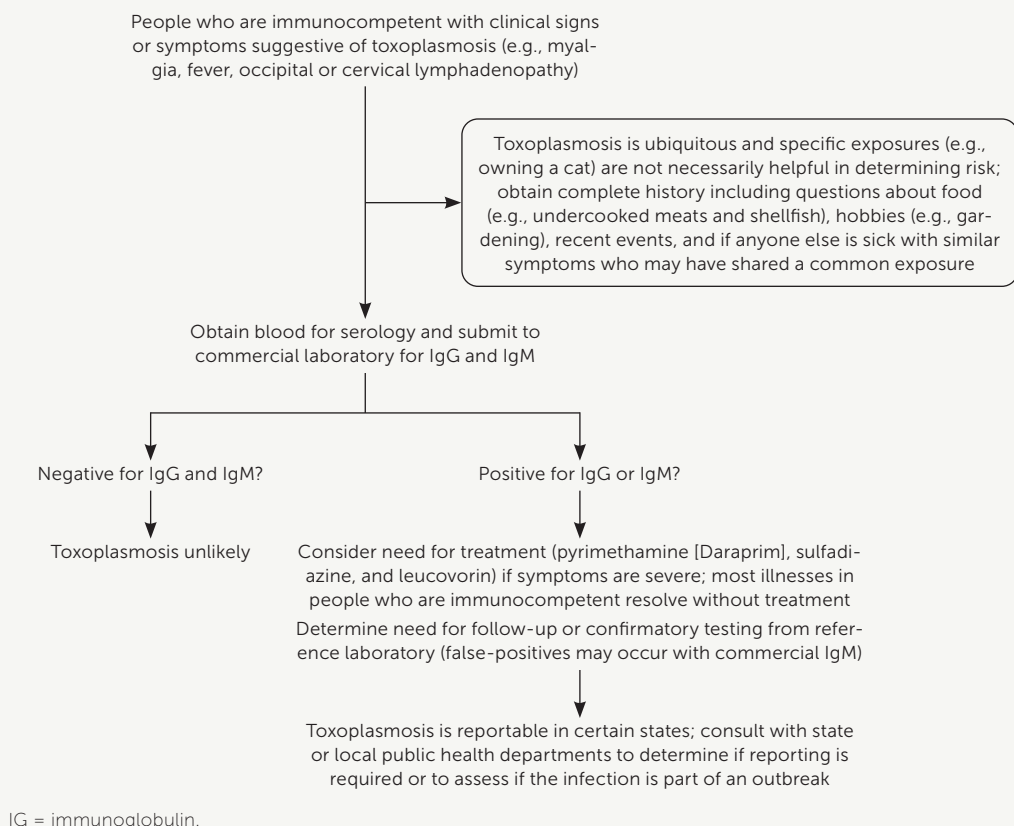 People who are immunocompetent with clinical signs
or symptoms suggestive of toxoplasmosis (e.g., myal-
gia, fever, occipital or cervical lymphadenopathy)
Toxoplasmosis is ubiquitous and specific exposures (e.g.,
owning a cat) are not necessarily helpful in determining risk;
obtain complete history including questions about food
(e.g., undercooked meats and shellfish), hobbies (e.g., gar-
dening), recent events, and if anyone else is sick with similar
symptoms who may have shared a common exposure
Obtain blood for serology and submit to
commercial laboratory for IgG and IgM
Negative for IgG and IgM?
Positive for IgG or IgM?
Toxoplasmosis unlikely
Consider need for treatment (pyrimethamine [Daraprim], sulfadi-
azine, and leucovorin) if symptoms are severe; most illnesses in
people who are immunocompetent resolve without treatment
Determine need for follow-up or confirmatory testing from refer-
ence laboratory (false-positives may occur with commercial IgM)
Toxoplasmosis is reportable in certain states; consult with state
or local public health departments to determine if reporting is
required or to assess if the infection is part of an outbreak
IG = immunoglobulin.